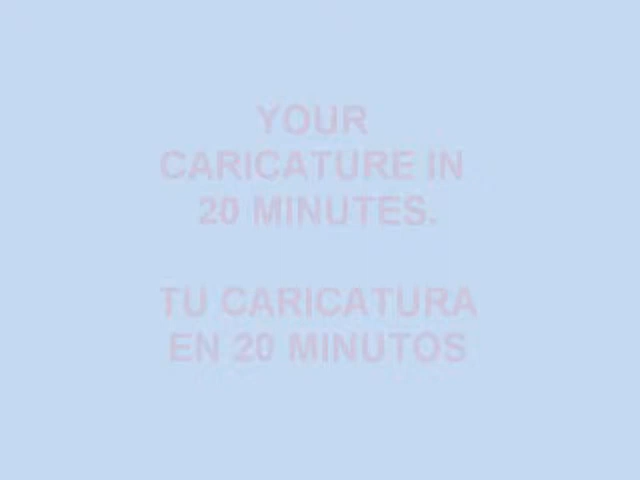 YOUR
CARICATURE IN
20 MINUTES.
TU CARICATURA
EN 20 MINUTOS